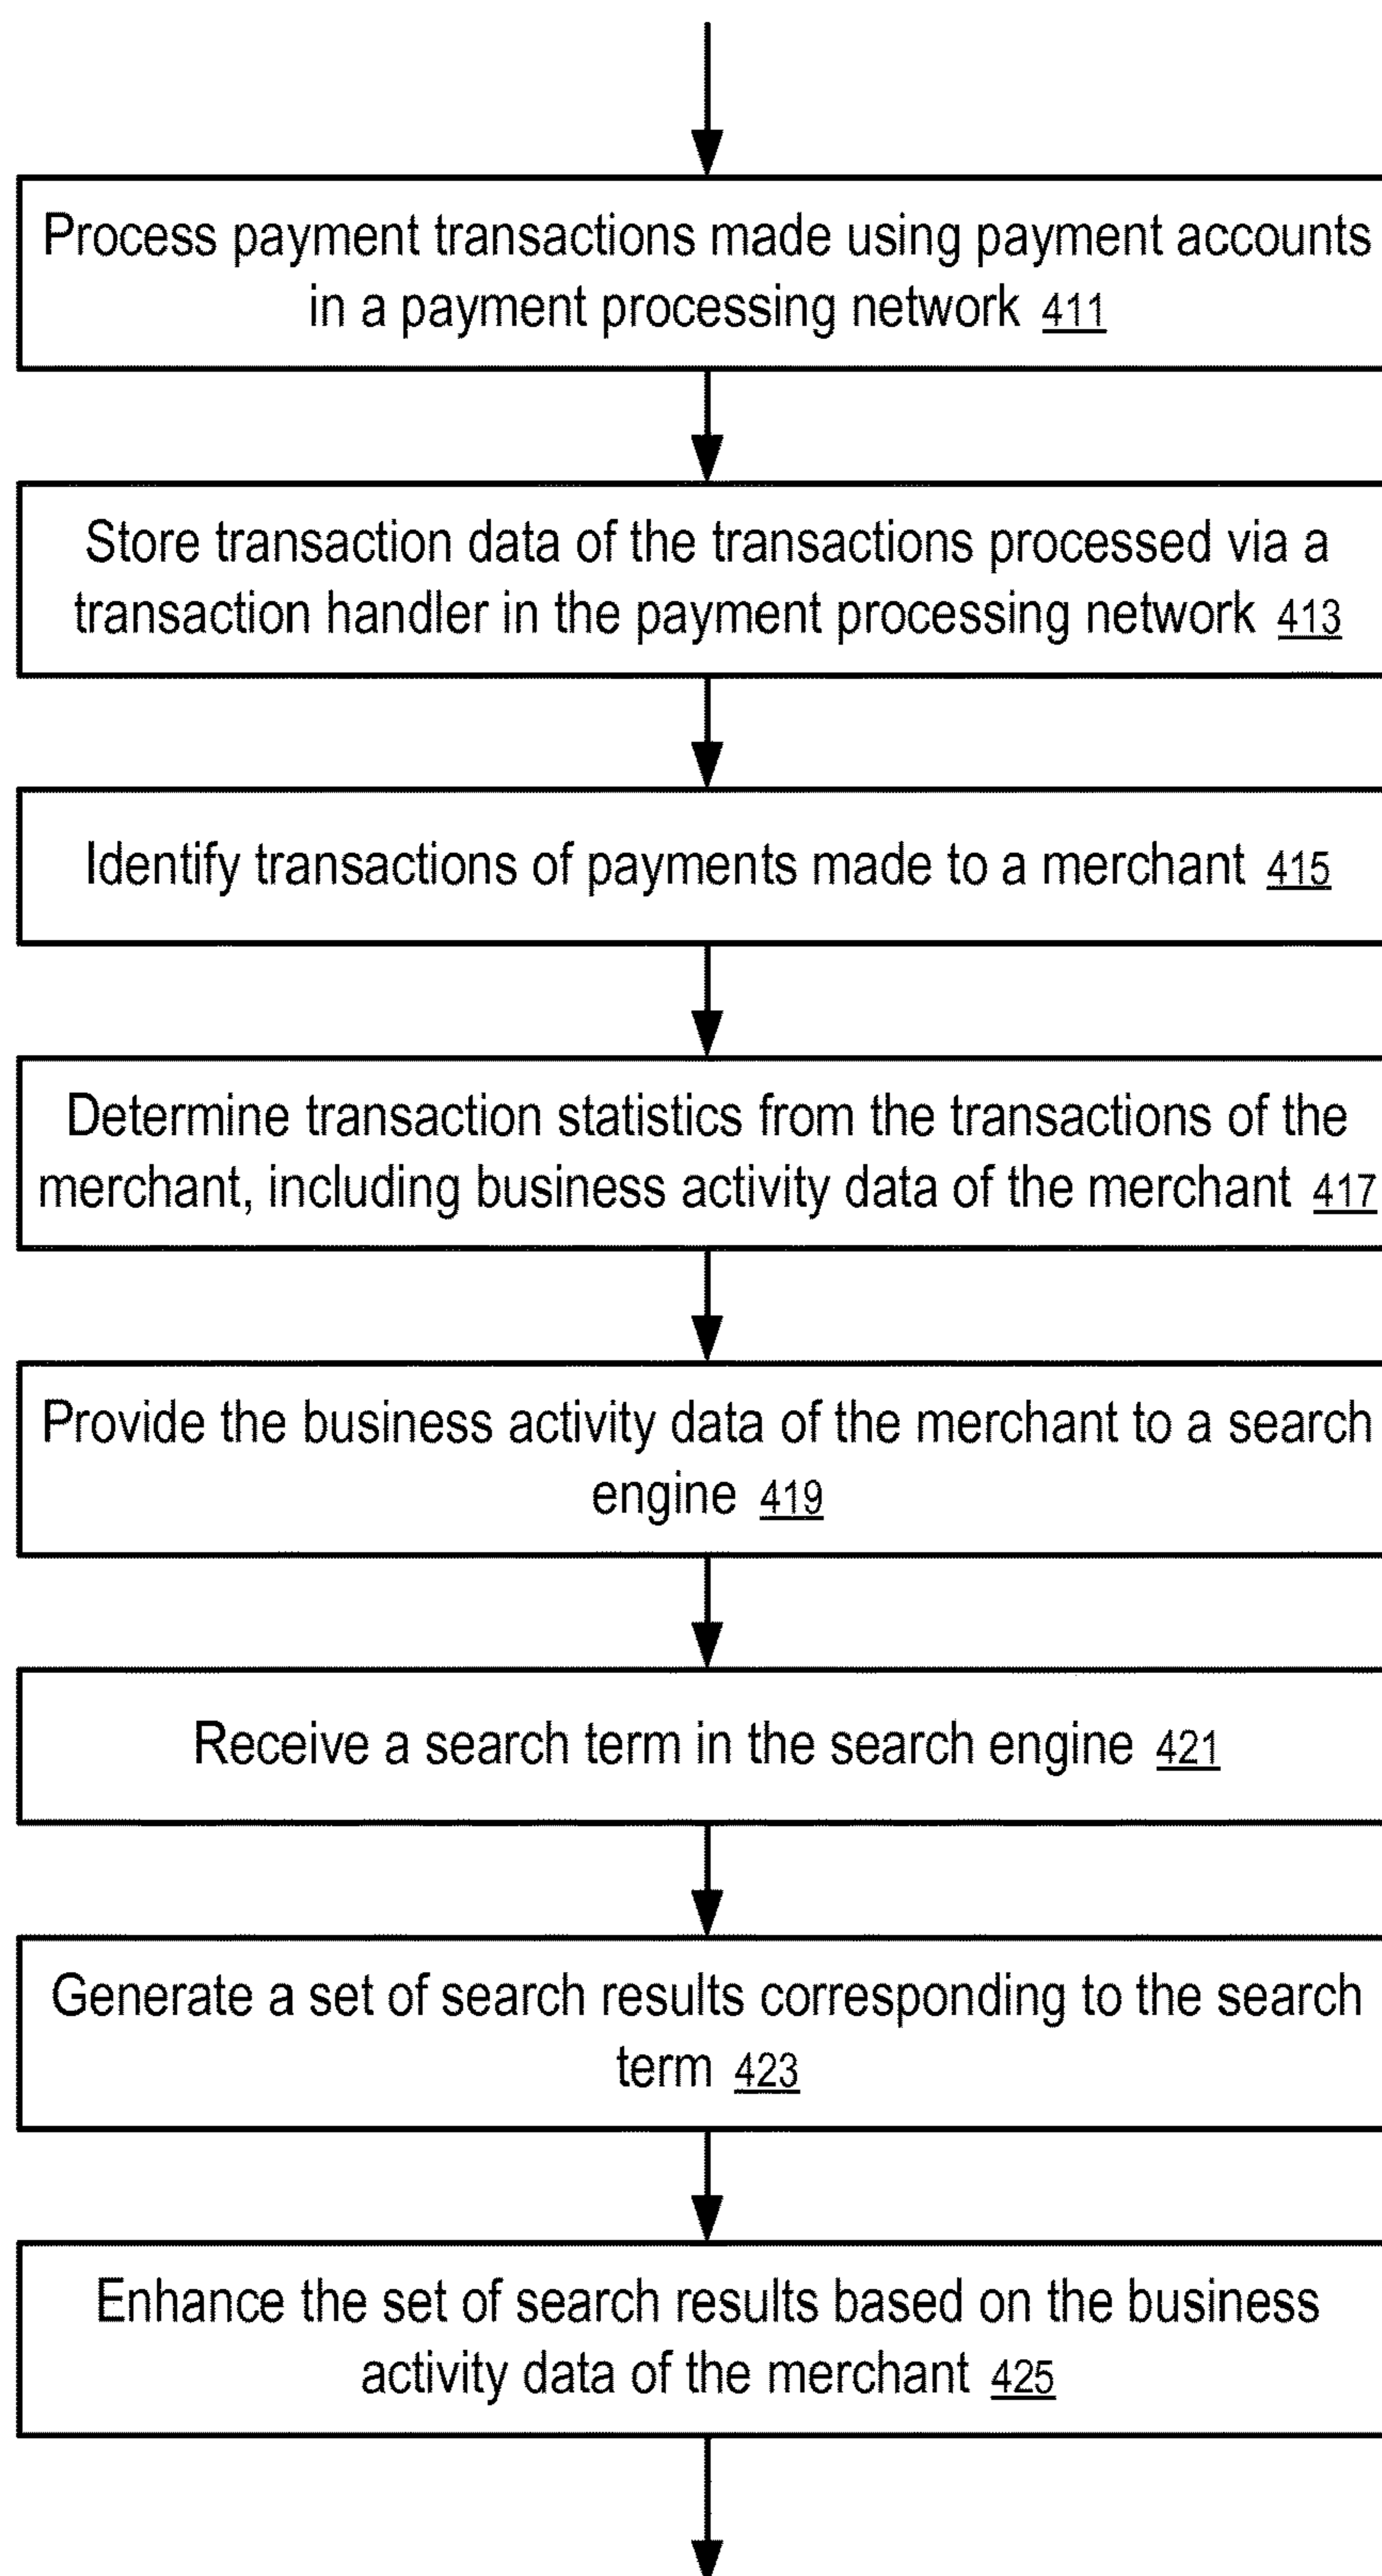 Process payment transactions made using payment accounts
in a payment processing network 411
Store transaction data of the transactions processed via a
transaction handler in the payment processing network 413
Identify transactions of payments made to a merchant 415
Determine transaction statistics from the transactions of the
merchant, including business activity data of the merchant 417
Provide the business activity data of the merchant to a search
engine 419
Receive a search term in the search engine 421
Generate a set of search results corresponding to the search
term 423
Enhance the set of search results based on the business
activity data of the merchant 425